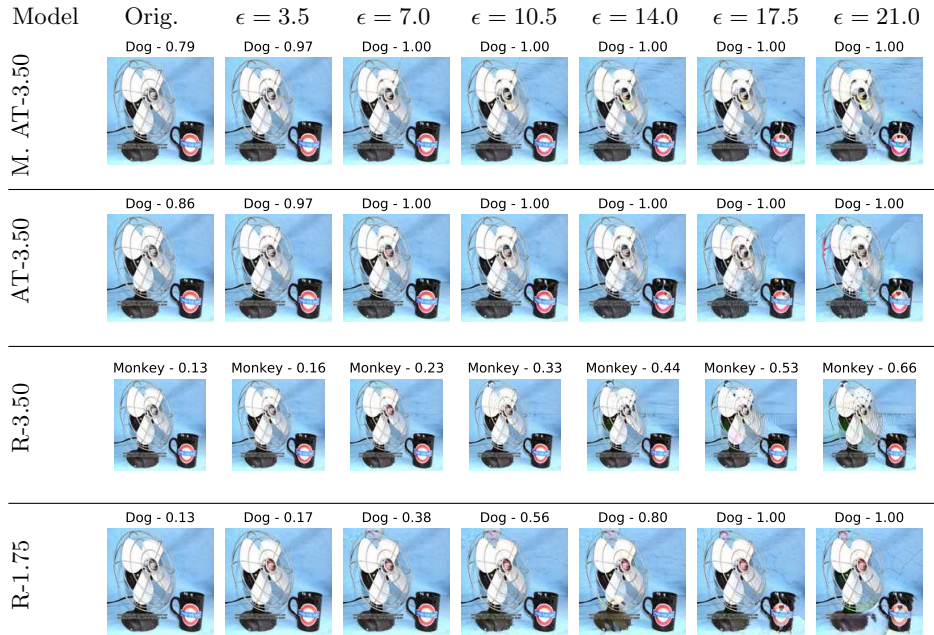 Model Orig. ϵ = 3.5 ϵ = 7.0 ϵ = 10.5 ϵ = 14.0 ϵ = 17.5 ϵ = 21.0
M. AT-3.50
Dog - 0.79 Dog - 0.97 Dog - 1.00 Dog - 1.00 Dog - 1.00 Dog - 1.00 Dog - 1.00
AT-3.50
Dog - 0.86 Dog - 0.97 Dog - 1.00 Dog - 1.00 Dog - 1.00 Dog - 1.00 Dog - 1.00
R-3.50
Monkey - 0.13 Monkey - 0.16 Monkey - 0.23 Monkey - 0.33 Monkey - 0.44 Monkey - 0.53 Monkey - 0.66
R-1.75
Dog - 0.13 Dog - 0.17 Dog - 0.38 Dog - 0.56 Dog - 0.80 Dog - 1.00 Dog - 1.00